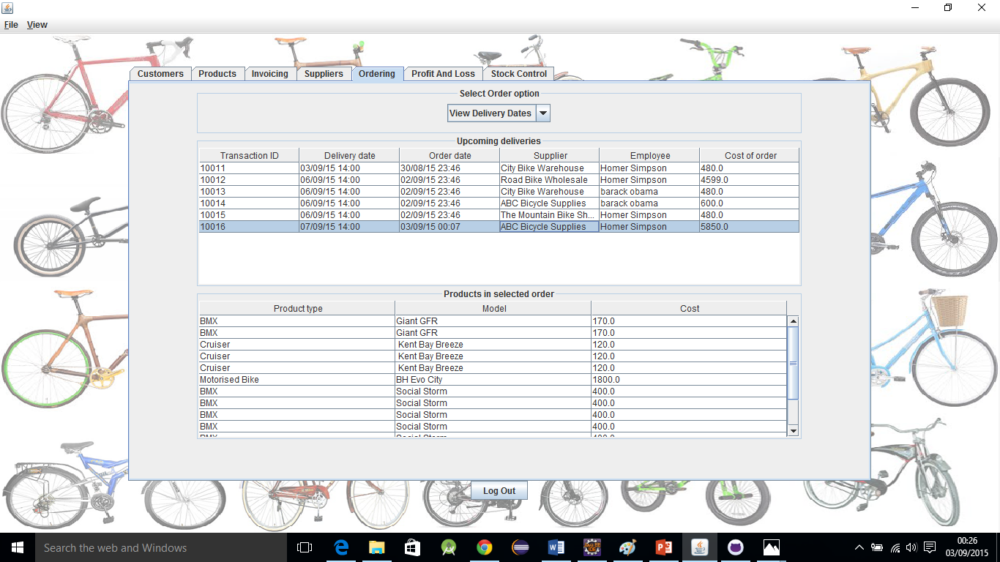 File View
Customers Products Invoicing Suppliers Ordering Profit And Loss Stock Control
Select Order option
View Delivery Dates
Upcoming deliveries
Transaction ID Delivery date Order date Supplier Employee Cost of order
10011 03/09/15 14:00 30/08/15 23:46 City Bike Warehouse Homer Simpson 480.0
10012 06/09/15 14:00 02/09/15 23:46 Road Bike Wholesale Homer Simpson 4599.0
10013 06/09/15 14:00 02/09/15 23:46 City Bike Warehouse barack obama 480.0
10014 06/09/15 14:00 02/09/15 23:46 ABC Bicycle Supplies barack obama 600.0
10015 06/09/15 14:00 02/09/15 23:46 The Mountain Bike Sh... Homer Simpson 480.0
10016 07/09/15 14:00 03/09/15 00:07 ABC Bicycle Supplies Homer Simpson 5850.0
Products in selected order
Product type Model Cost
BMX Giant GFR 170.0
BMX Giant GFR 170.0
Cruiser Kent Bay Breeze 120.0
Cruiser Kent Bay Breeze 120.0
Cruiser Kent Bay Breeze 120.0
Motorised Bike BH Evo City 1800.0
BMX Social Storm 400.0
BMX Social Storm 400.0
BMX Social Storm 400.0
BMX Social Storm 400.0
BMX Social Storm 400.0
Log Out
Search the web and Windows
00:26
03/09/2015